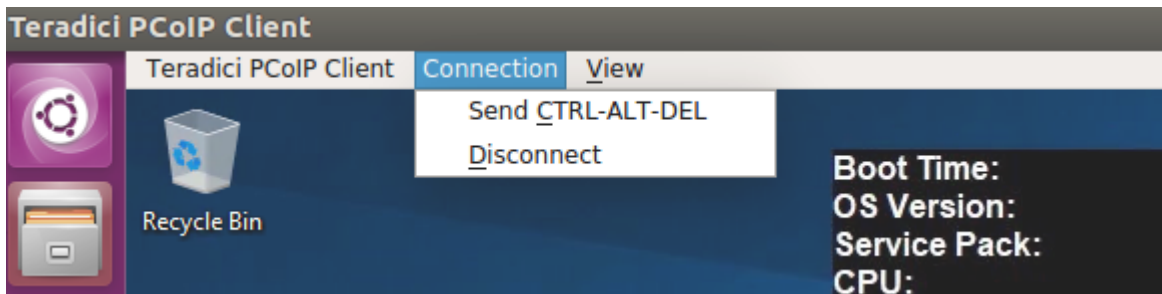 Teradici PCoIP Client
Teradici PCoIP Client Connection View
Send CTRL-ALT-DEL
Disconnect
Recycle Bin
Boot Time:
OS Version:
Service Pack:
CPU: